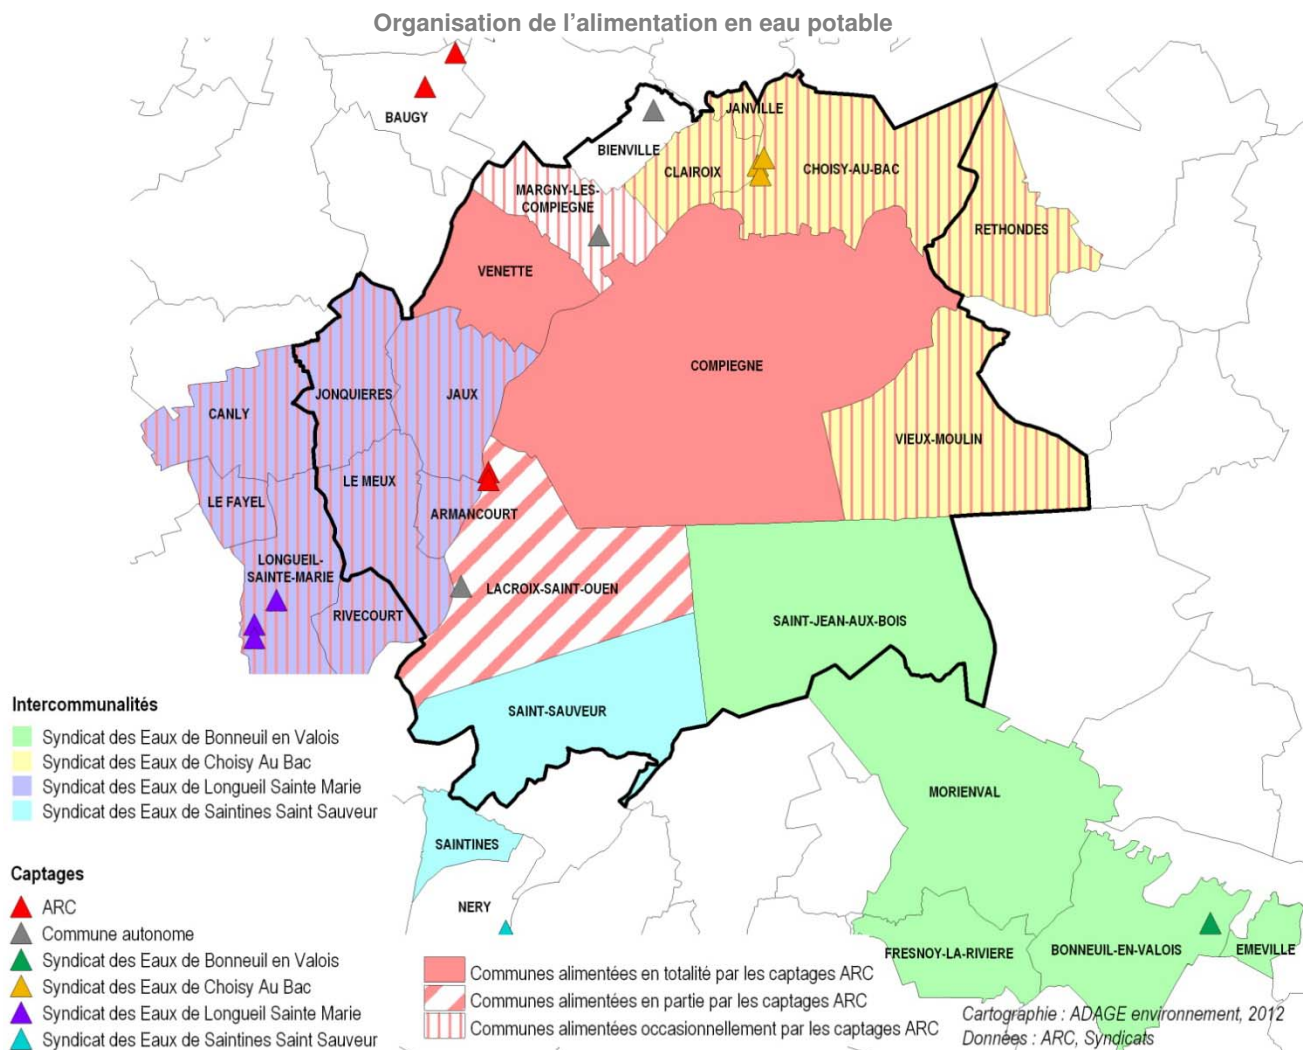 Organisation de l'alimentation en eau potable
BAUGY
BIENVILLE
JANVILLE
CLAIROIX
CHOISY-AU-BAC
MARGNY-LES-
COMPIEGNE
RETHONDES
VENETTE
COMPIEGNE
JONQUIERES
JAUX
CANLY
VIEUX-MOULIN
LE MEUX
LE FAYEL
ARMANCOURT
LONGUEIL-
SAINTE-MARIE
LACROIX-SAINT-OUEN
RIVECOURT
SAINT-JEAN-AUX-BOIS
SAINT-SAUVEUR
MORIENVAL
SAINTINES
NERY
FRESNOY-LA-RIVIERE
BONNEUIL-EN-VALOIS
EMEVILLE
Intercommunalités
Syndicat des Eaux de Bonneuil en Valois
Syndicat des Eaux de Choisy Au Bac
Syndicat des Eaux de Longueil Sainte Marie
Syndicat des Eaux de Saintines Saint Sauveur
Captages
ARC
Commune autonome
Syndicat des Eaux de Bonneuil en Valois
Syndicat des Eaux de Choisy Au Bac
Syndicat des Eaux de Longueil Sainte Marie
Syndicat des Eaux de Saintines Saint Sauveur
Communes alimentées en totalité par les captages ARC
Communes alimentées en partie par les captages ARC
Communes alimentées occasionnellement par les captages ARC
Cartographie : ADAGE environnement, 2012
Données : ARC, Syndicats